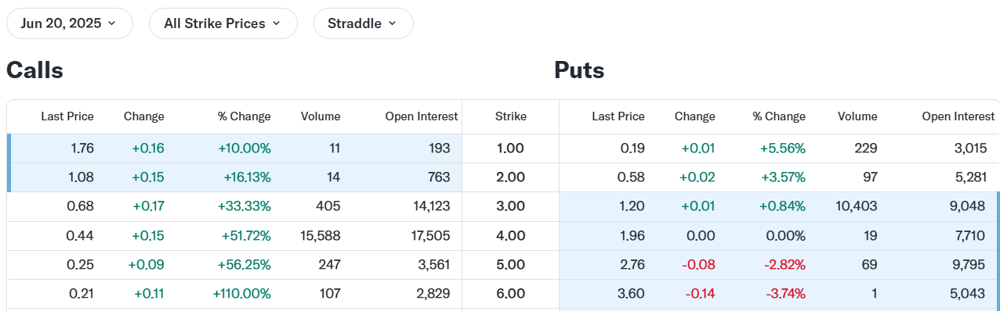 Jun 20, 2025 All Strike Prices Straddle
Calls Puts
Last Price Change % Change Volume Open Interest Strike Last Price Change % Change Volume Open Interest
1.76 +0.16 +10.00% 11 193 1.00 0.19 +0.01 +5.56% 229 3,015
1.08 +0.15 +16.13% 14 763 2.00 0.58 +0.02 +3.57% 97 5,281
0.68 +0.17 +33.33% 405 14,123 3.00 1.20 +0.01 +0.84% 10,403 9,048
0.44 +0.15 +51.72% 15,588 17,505 4.00 1.96 0.00 0.00% 19 7,710
0.25 +0.09 +56.25% 247 3,561 5.00 2.76 -0.08 -2.82% 69 9,795
0.21 +0.11 +110.00% 107 2,829 6.00 3.60 -0.14 -3.74% 1 5,043